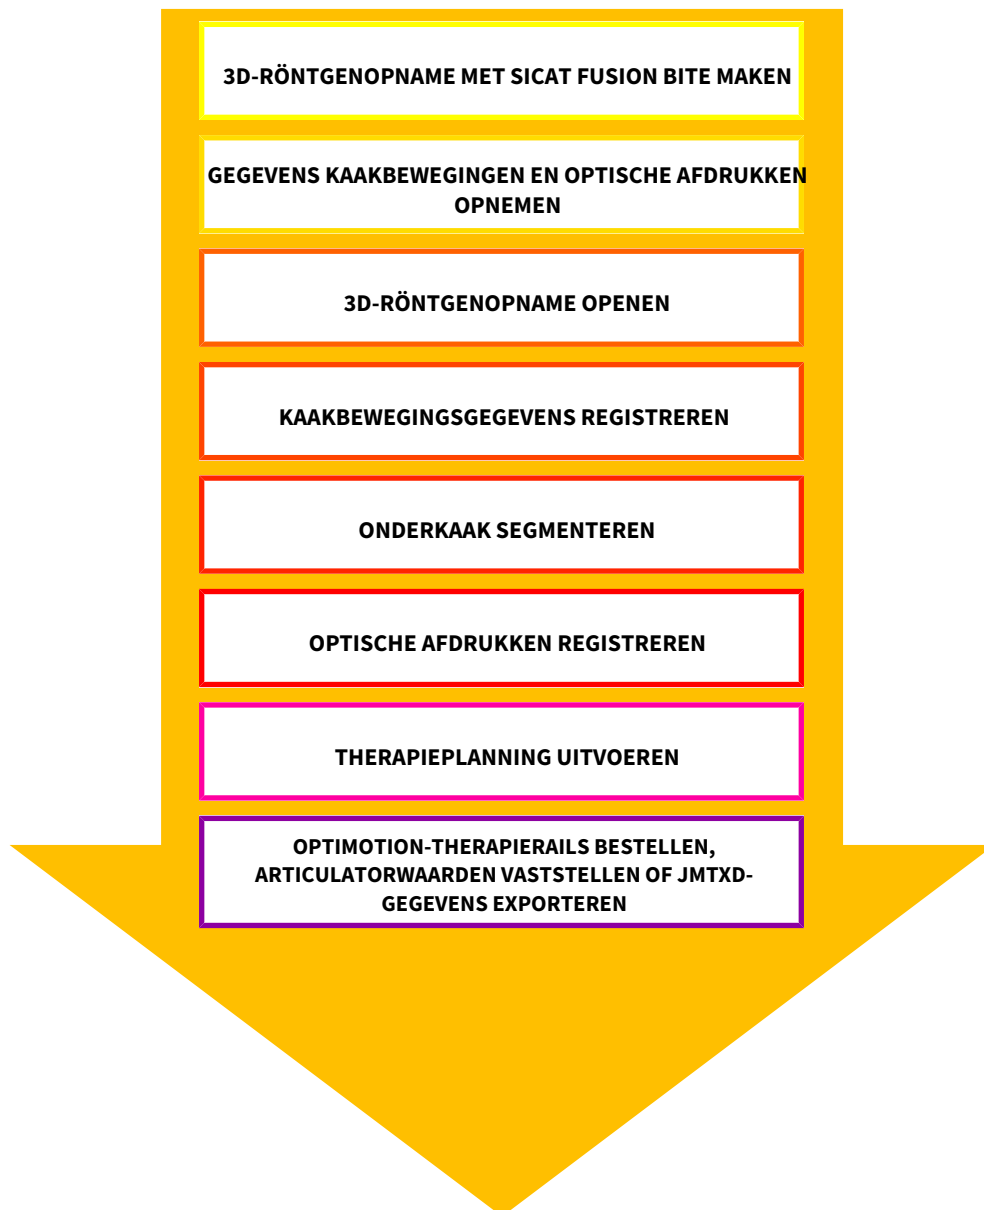 3D-RÖNTGENOPNAME MET SICAT FUSION BITE MAKEN
GEGEVENS KAAKBEWEGINGEN EN OPTISCHE AFDRUKKEN
OPNEMEN
3D-RÖNTGENOPNAME OPENEN
KAAKBEWEGINGSGEGEVENS REGISTREREN
ONDERKAAK SEGMENTEREN
OPTISCHE AFDRUKKEN REGISTREREN
THERAPIEPLANNING UITVOEREN
OPTIMOTION-THERAPIERAILS BESTELLEN,
ARTICULATORWAARDEN VASTSTELLEN OF JMTXD-
GEGEVENS EXPORTEREN